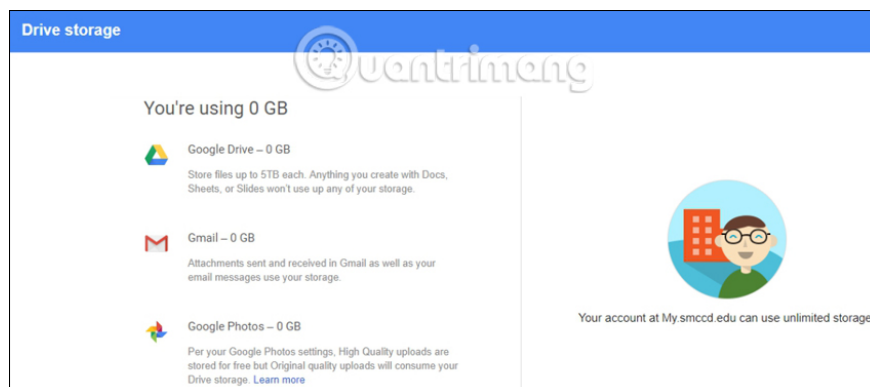 Drive storage
Quantrimang
You're using 0 GB
Google Drive – 0 GB
Store files up to 5TB each. Anything you create with Docs,
Sheets, or Slides won't use up any of your storage.
Gmail – 0 GB
Attachments sent and received in Gmail as well as your
email messages use your storage.
Google Photos – 0 GB
Per your Google Photos settings, High Quality uploads are
stored for free but Original quality uploads will consume your
Drive storage. Learn more
Your account at My.smccd.edu can use unlimited storage